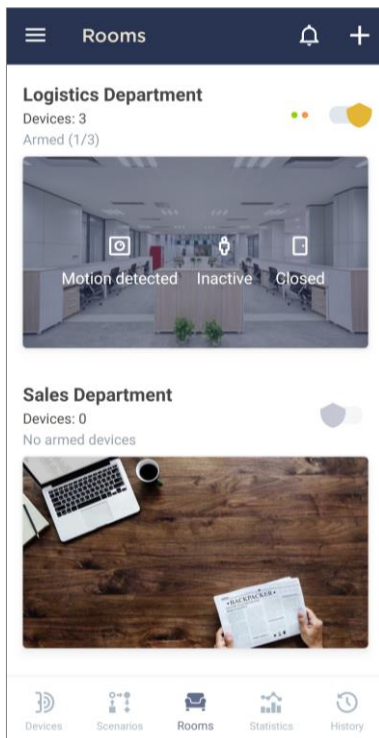 Rooms
Logistics Department
Devices: 3
Armed (1/3)
Motion detected Inactive Closed
Sales Department
Devices: 0
No armed devices
BACKPACKER
Devices Scenarios Rooms Statistics History